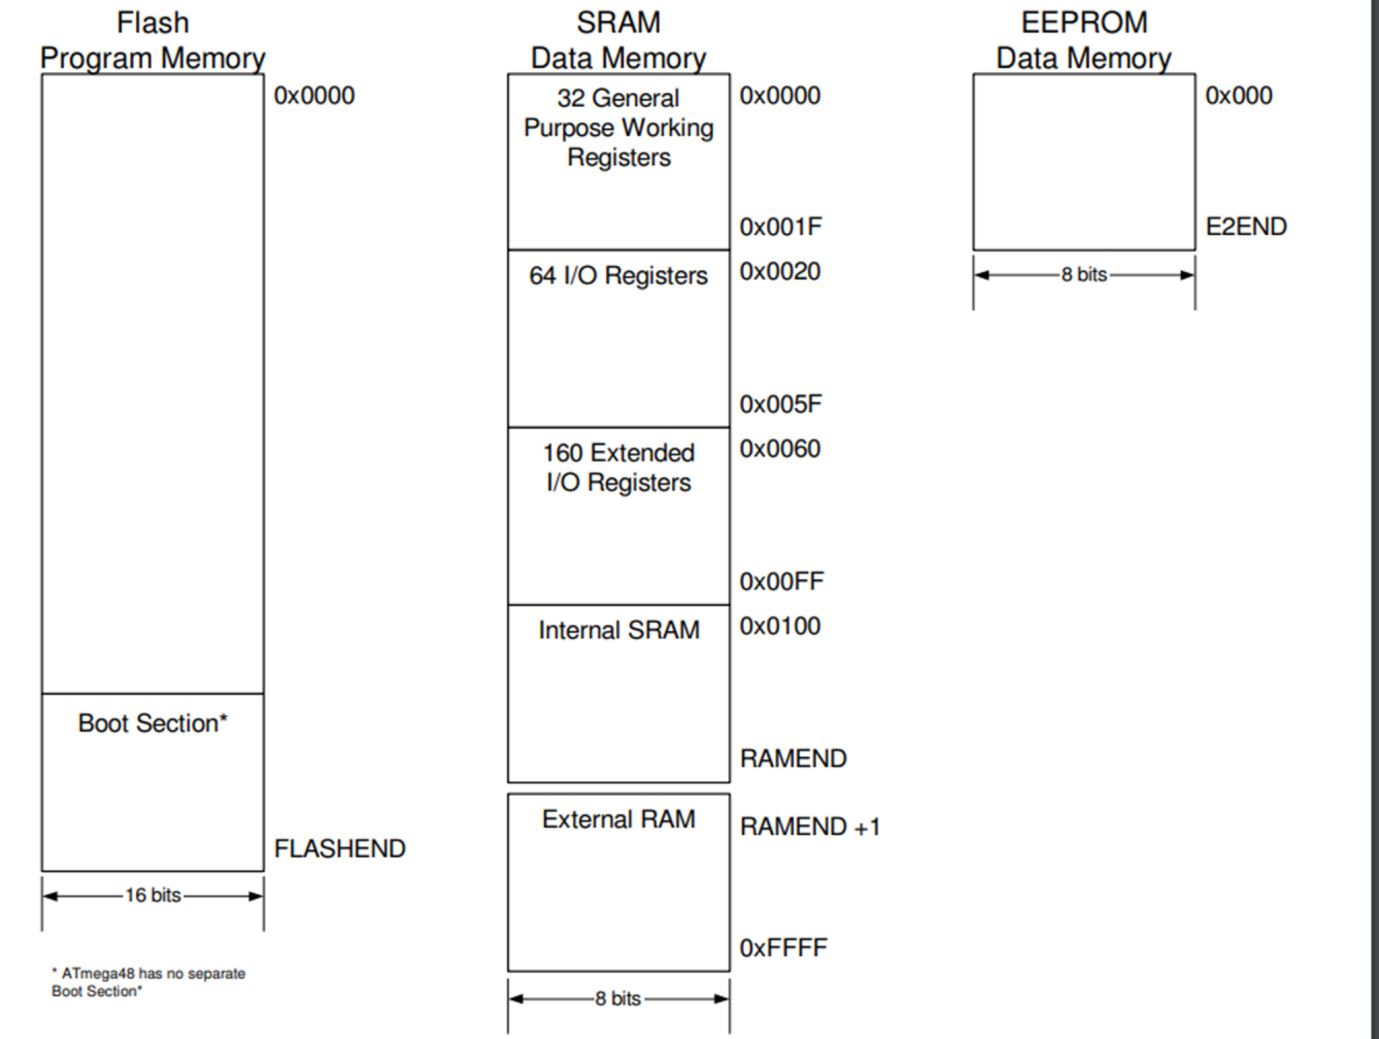 Flash
Program Memory
0x0000
Boot Section*
FLASHEND
16 bits
* ATmega48 has no separate
Boot Section*
SRAM
Data Memory
32 General
Purpose Working
Registers
0x0000
0x001F
64 I/O Registers
0x0020
0x005F
160 Extended
I/O Registers
0x0060
0x00FF
Internal SRAM
0x0100
RAMEND
External RAM
RAMEND +1
0xFFFF
8 bits
EEPROM
Data Memory
0x000
E2END
8 bits